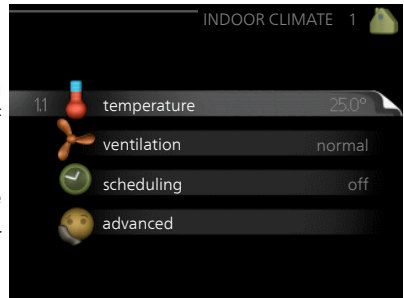 INDOOR CLIMATE 1
1.1 temperature 25.0°
ventilation normal
scheduling off
advanced